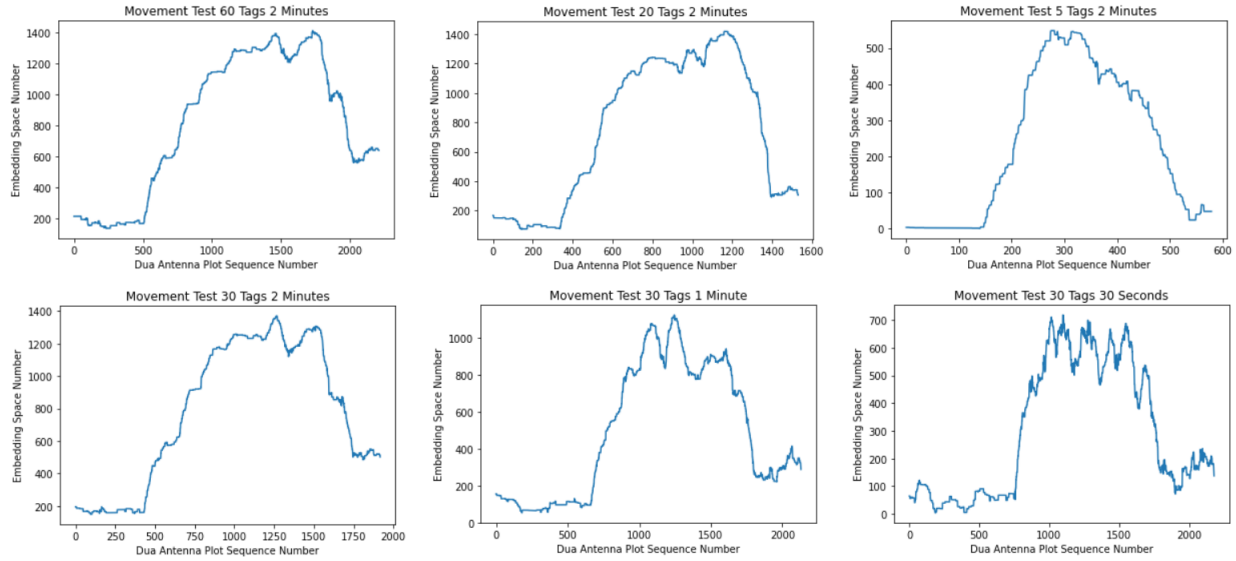 Movement Test 60 Tags 2 Minutes
1400
1200
1000
800
600
400
200
Embedding Space Number
0 500 1000 1500 2000
Dua Antenna Plot Sequence Number
Movement Test 20 Tags 2 Minutes
1400
1200
1000
800
600
400
200
Embedding Space Number
0 200 400 600 800 1000 1200 1400 1600
Dua Antenna Plot Sequence Number
Movement Test 5 Tags 2 Minutes
500
400
300
200
100
0
Embedding Space Number
0 100 200 300 400 500 600
Dua Antenna Plot Sequence Number
Movement Test 30 Tags 2 Minutes
1400
1200
1000
800
600
400
200
Embedding Space Number
0 250 500 750 1000 1250 1500 1750 2000
Dua Antenna Plot Sequence Number
Movement Test 30 Tags 1 Minute
1000
800
600
400
200
0
Embedding Space Number
0 500 1000 1500 2000
Dua Antenna Plot Sequence Number
Movement Test 30 Tags 30 Seconds
700
600
500
400
300
200
100
0
Embedding Space Number
0 500 1000 1500 2000
Dua Antenna Plot Sequence Number